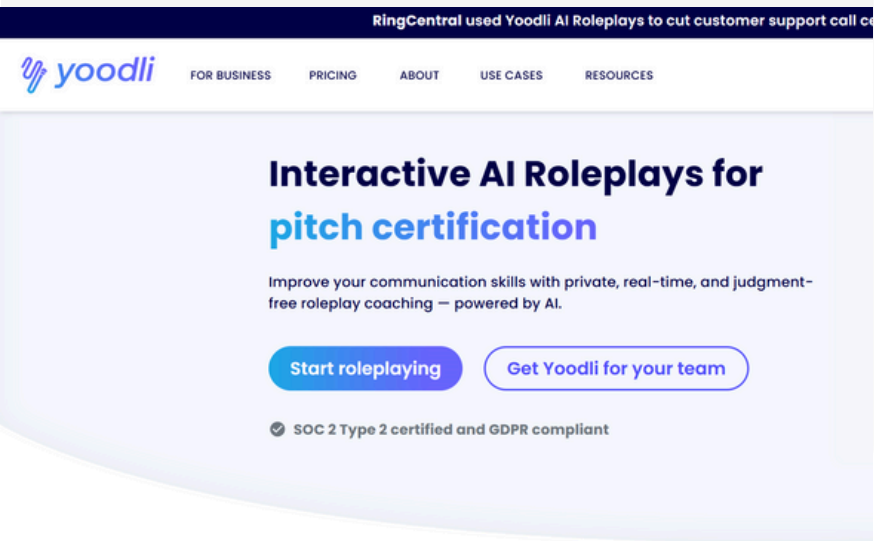 RingCentral used Yoodli AI Roleplays to cut customer support call
yoodli
FOR BUSINESS PRICING ABOUT USE CASES RESOURCES
Interactive AI Roleplays for
pitch certification
Improve your communication skills with private, real-time, and judgment-
free roleplay coaching — powered by AI.
Start roleplaying Get Yoodli for your team
SOC 2 Type 2 certified and GDPR compliant